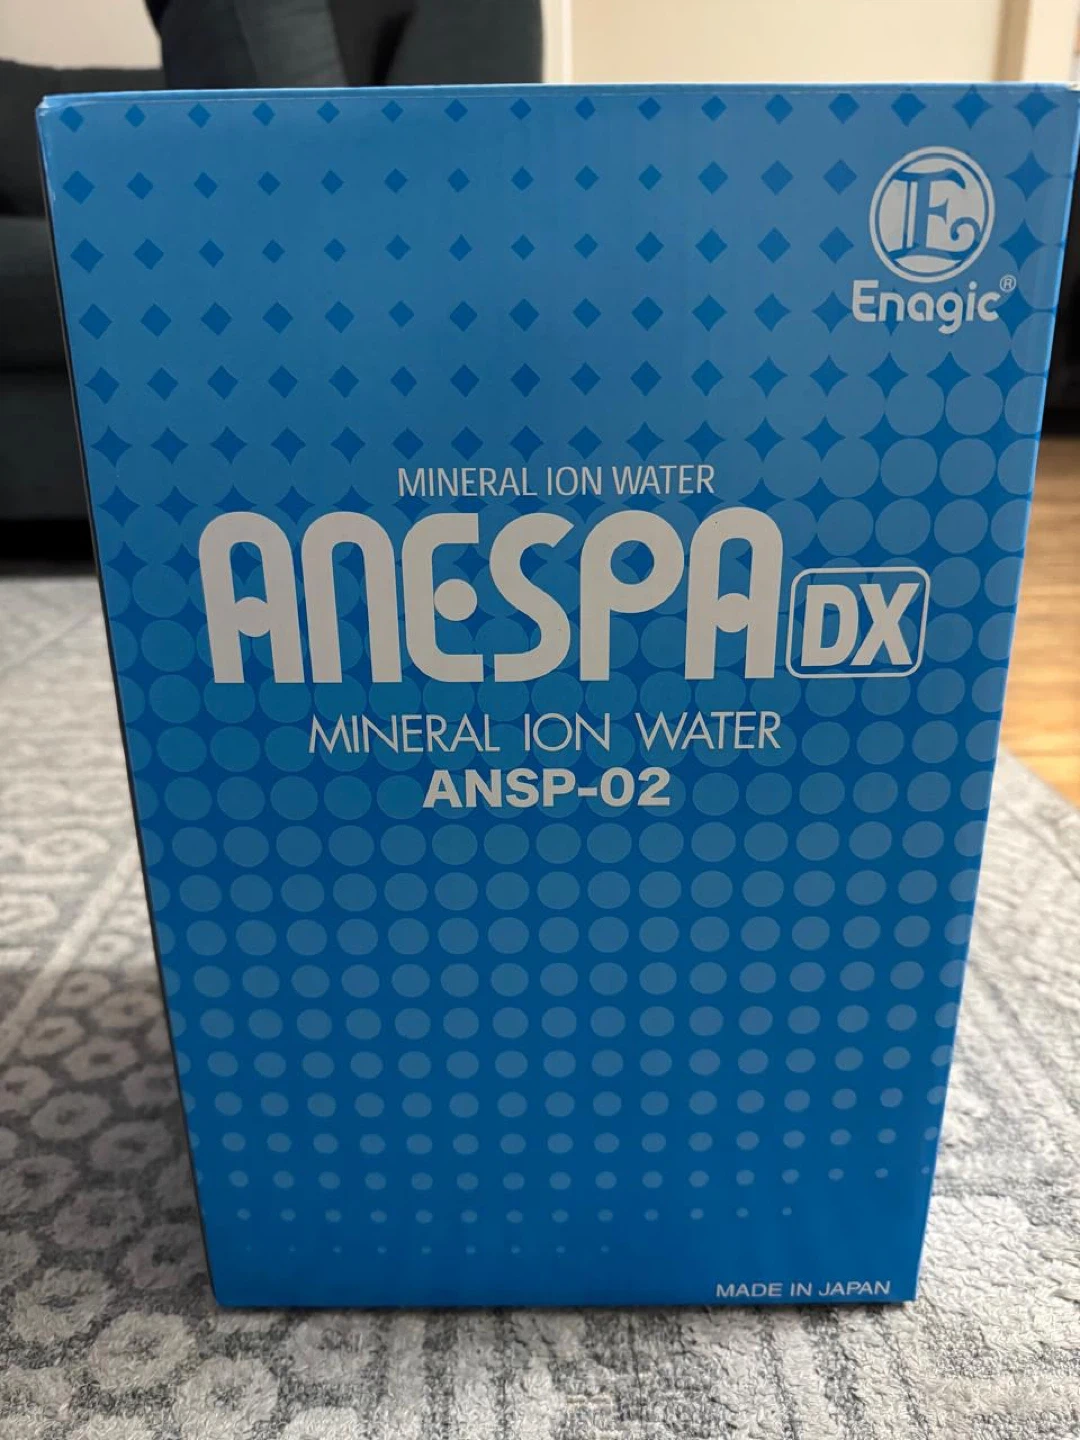 E
Enagic®
MINERAL ION WATER
ANESPA DX
MINERAL ION WATER
ANSP-02
MADE IN JAPAN